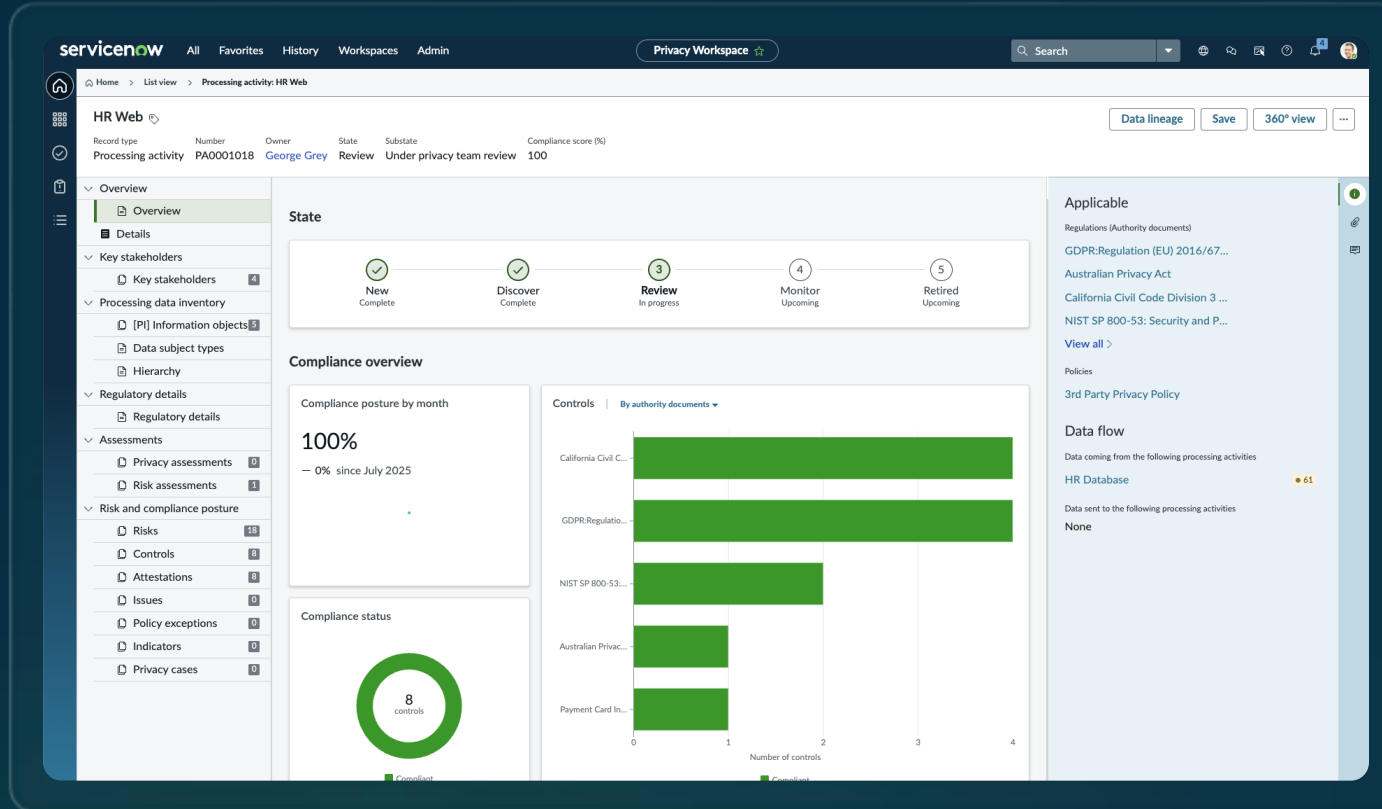 servicenow All Favorites History Workspaces Admin Privacy Workspace Search 4
Home > List view > Processing activity: HR Web
HR Web
Data lineage Save 360° view ...
Record type Number Owner State Substate Compliance score (%)
Processing activity PA0001018 George Grey Review Under privacy team review 100
Overview
Overview
Details
Key stakeholders
Key stakeholders 4
Processing data inventory
[PI] Information objects 5
Data subject types
Hierarchy
Regulatory details
Regulatory details
Assessments
Privacy assessments 0
Risk assessments 1
Risk and compliance posture
Risks 18
Controls 8
Attestations 8
Issues 0
Policy exceptions 0
Indicators 0
Privacy cases 0
State
3 4 5
New Discover Review Monitor Retired
Complete Complete In progress Upcoming Upcoming
Compliance overview
Compliance posture by month
100%
— 0% since July 2025
Compliance status
8
controls
Compliant
Controls | By authority documents
California Civil C...
GDPR:Regulatio...
NIST SP 800-53:...
Australian Privac...
Payment Card In...
0 1 2 3 4
Number of controls
Compliant
Applicable
Regulations (Authority documents)
GDPR:Regulation (EU) 2016/67...
Australian Privacy Act
California Civil Code Division 3 ...
NIST SP 800-53: Security and P...
View all >
Policies
3rd Party Privacy Policy
Data flow
Data coming from the following processing activities
HR Database 61
Data sent to the following processing activities
None